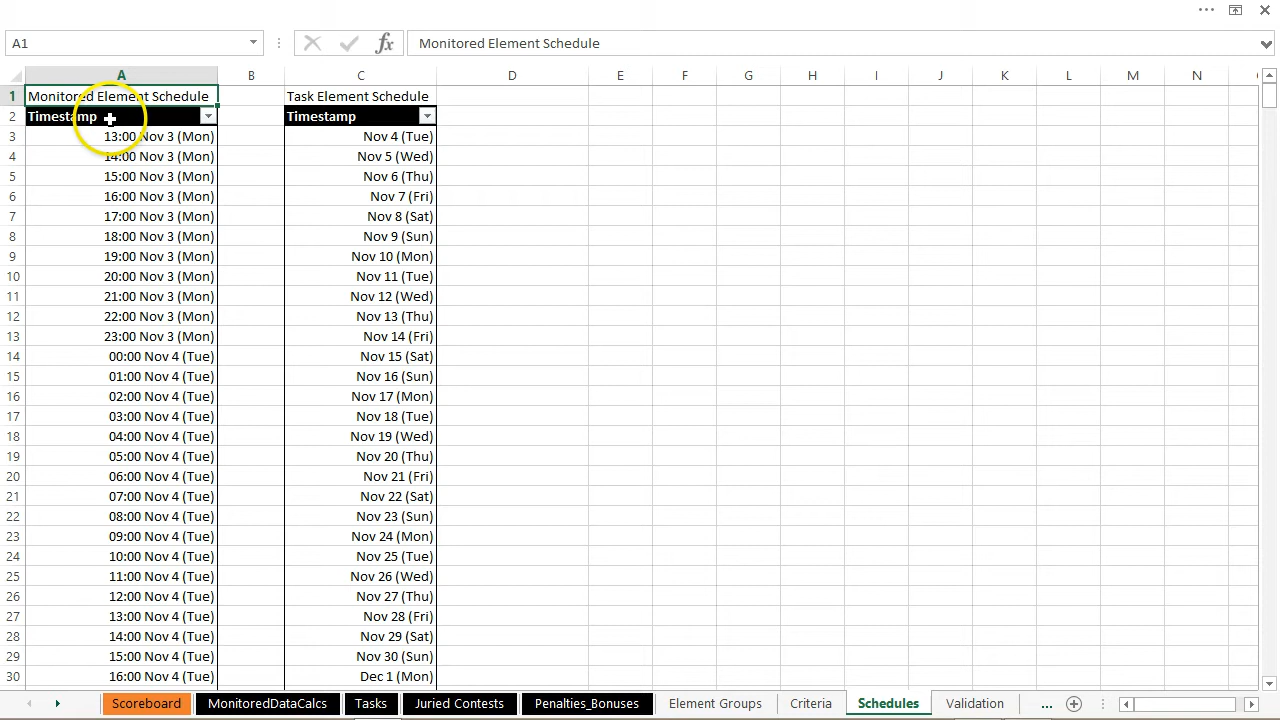 A1
fx
Monitored Element Schedule
A B C D E F G H I J K L M N
1 Monitored Element Schedule Task Element Schedule
2 Timestamp Timestamp
3 13:00 Nov 3 (Mon) Nov 4 (Tue)
4 14:00 Nov 3 (Mon) Nov 5 (Wed)
5 15:00 Nov 3 (Mon) Nov 6 (Thu)
6 16:00 Nov 3 (Mon) Nov 7 (Fri)
7 17:00 Nov 3 (Mon) Nov 8 (Sat)
8 18:00 Nov 3 (Mon) Nov 9 (Sun)
9 19:00 Nov 3 (Mon) Nov 10 (Mon)
10 20:00 Nov 3 (Mon) Nov 11 (Tue)
11 21:00 Nov 3 (Mon) Nov 12 (Wed)
12 22:00 Nov 3 (Mon) Nov 13 (Thu)
13 23:00 Nov 3 (Mon) Nov 14 (Fri)
14 00:00 Nov 4 (Tue) Nov 15 (Sat)
15 01:00 Nov 4 (Tue) Nov 16 (Sun)
16 02:00 Nov 4 (Tue) Nov 17 (Mon)
17 03:00 Nov 4 (Tue) Nov 18 (Tue)
18 04:00 Nov 4 (Tue) Nov 19 (Wed)
19 05:00 Nov 4 (Tue) Nov 20 (Thu)
20 06:00 Nov 4 (Tue) Nov 21 (Fri)
21 07:00 Nov 4 (Tue) Nov 22 (Sat)
22 08:00 Nov 4 (Tue) Nov 23 (Sun)
23 09:00 Nov 4 (Tue) Nov 24 (Mon)
24 10:00 Nov 4 (Tue) Nov 25 (Tue)
25 11:00 Nov 4 (Tue) Nov 26 (Wed)
26 12:00 Nov 4 (Tue) Nov 27 (Thu)
27 13:00 Nov 4 (Tue) Nov 28 (Fri)
28 14:00 Nov 4 (Tue) Nov 29 (Sat)
29 15:00 Nov 4 (Tue) Nov 30 (Sun)
30 16:00 Nov 4 (Tue) Dec 1 (Mon)
Scoreboard MonitoredDataCalcs Tasks Juried Contests Penalties_Bonuses Element Groups Criteria Schedules Validation ...